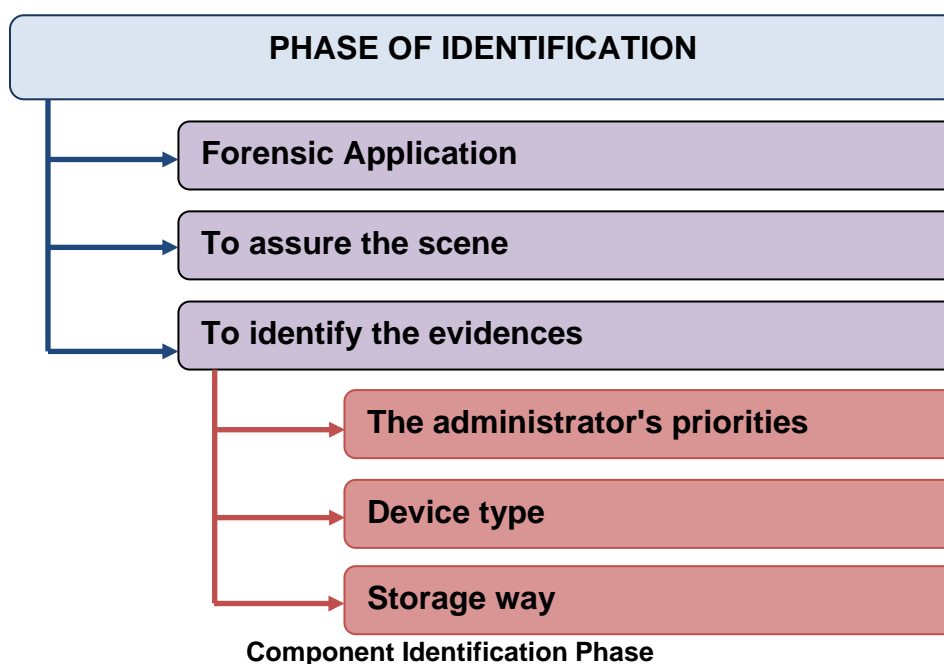 PHASE OF IDENTIFICATION
Forensic Application
To assure the scene
To identify the evidences
The administrator's priorities
Device type
Storage way
Component Identification Phase